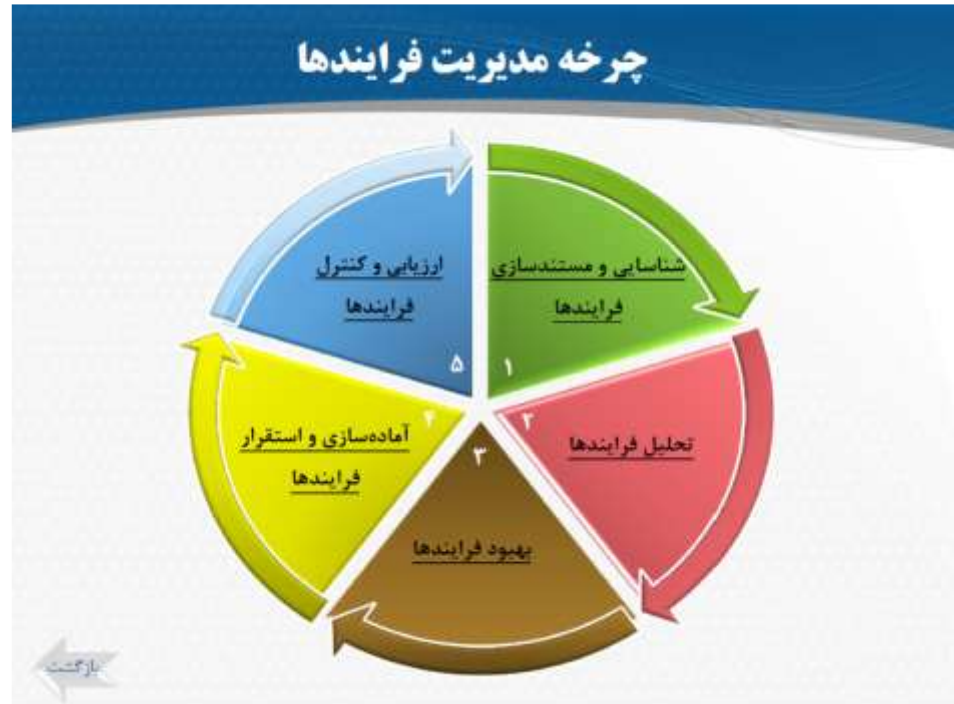 چرخه مدیریت فرایندها
شناسایی و مستندسازی
فرایندها
۱
تحلیل فرایندها
۲
بهبود فرایندها
۳
آماده‌سازی و استقرار
فرایندها
۴
ارزیابی و کنترل
فرایندها
۵
بازگشت